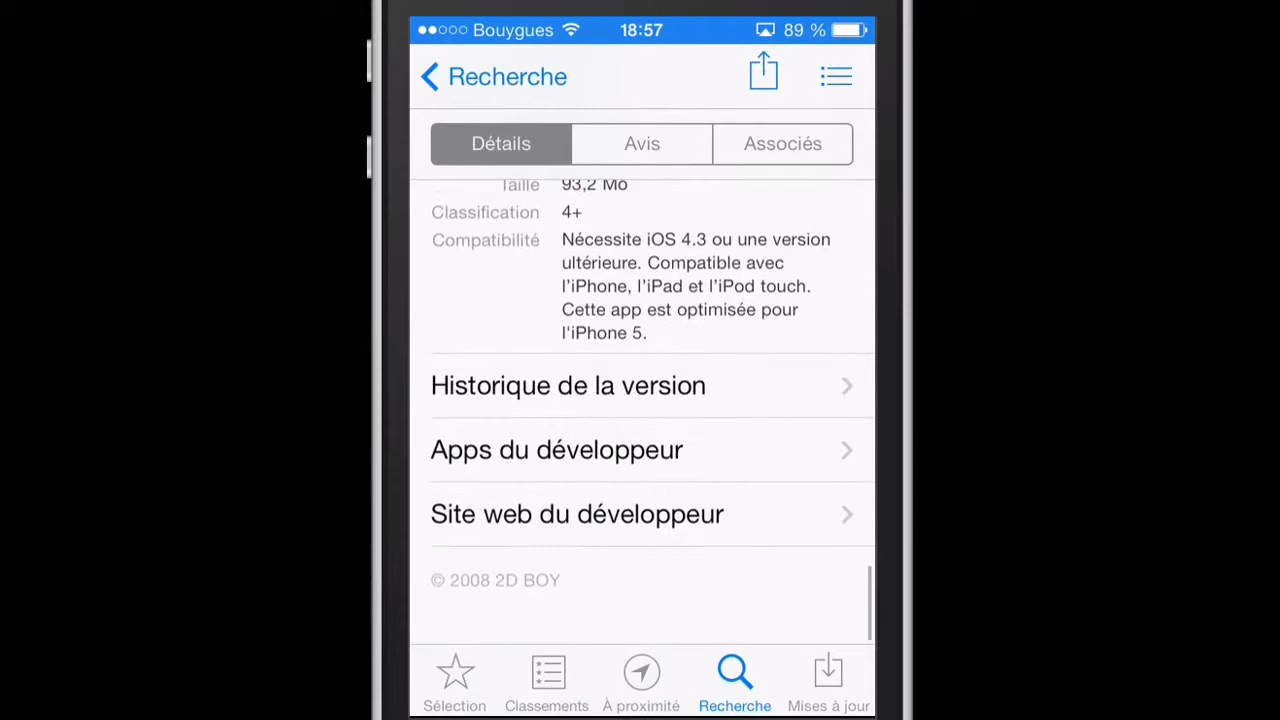 Bouygues 18:57 89 %
Recherche
Détails Avis Associés
Taille 93,2 Mo
Classification 4+
Compatibilité Nécessite iOS 4.3 ou une version
ultérieure. Compatible avec
l’iPhone, l’iPad et l’iPod touch.
Cette app est optimisée pour
l'iPhone 5.
Historique de la version
Apps du développeur
Site web du développeur
© 2008 2D BOY
Sélection Classements À proximité Recherche Mises à jour